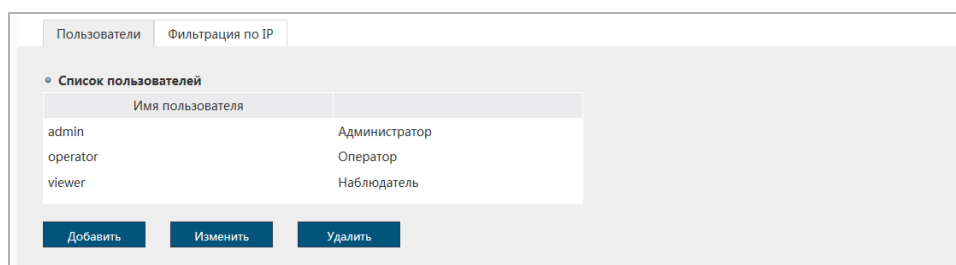 Пользователи Фильтрация по IP
Список пользователей
Имя пользователя
admin Администратор
operator Оператор
viewer Наблюдатель
Добавить Изменить Удалить